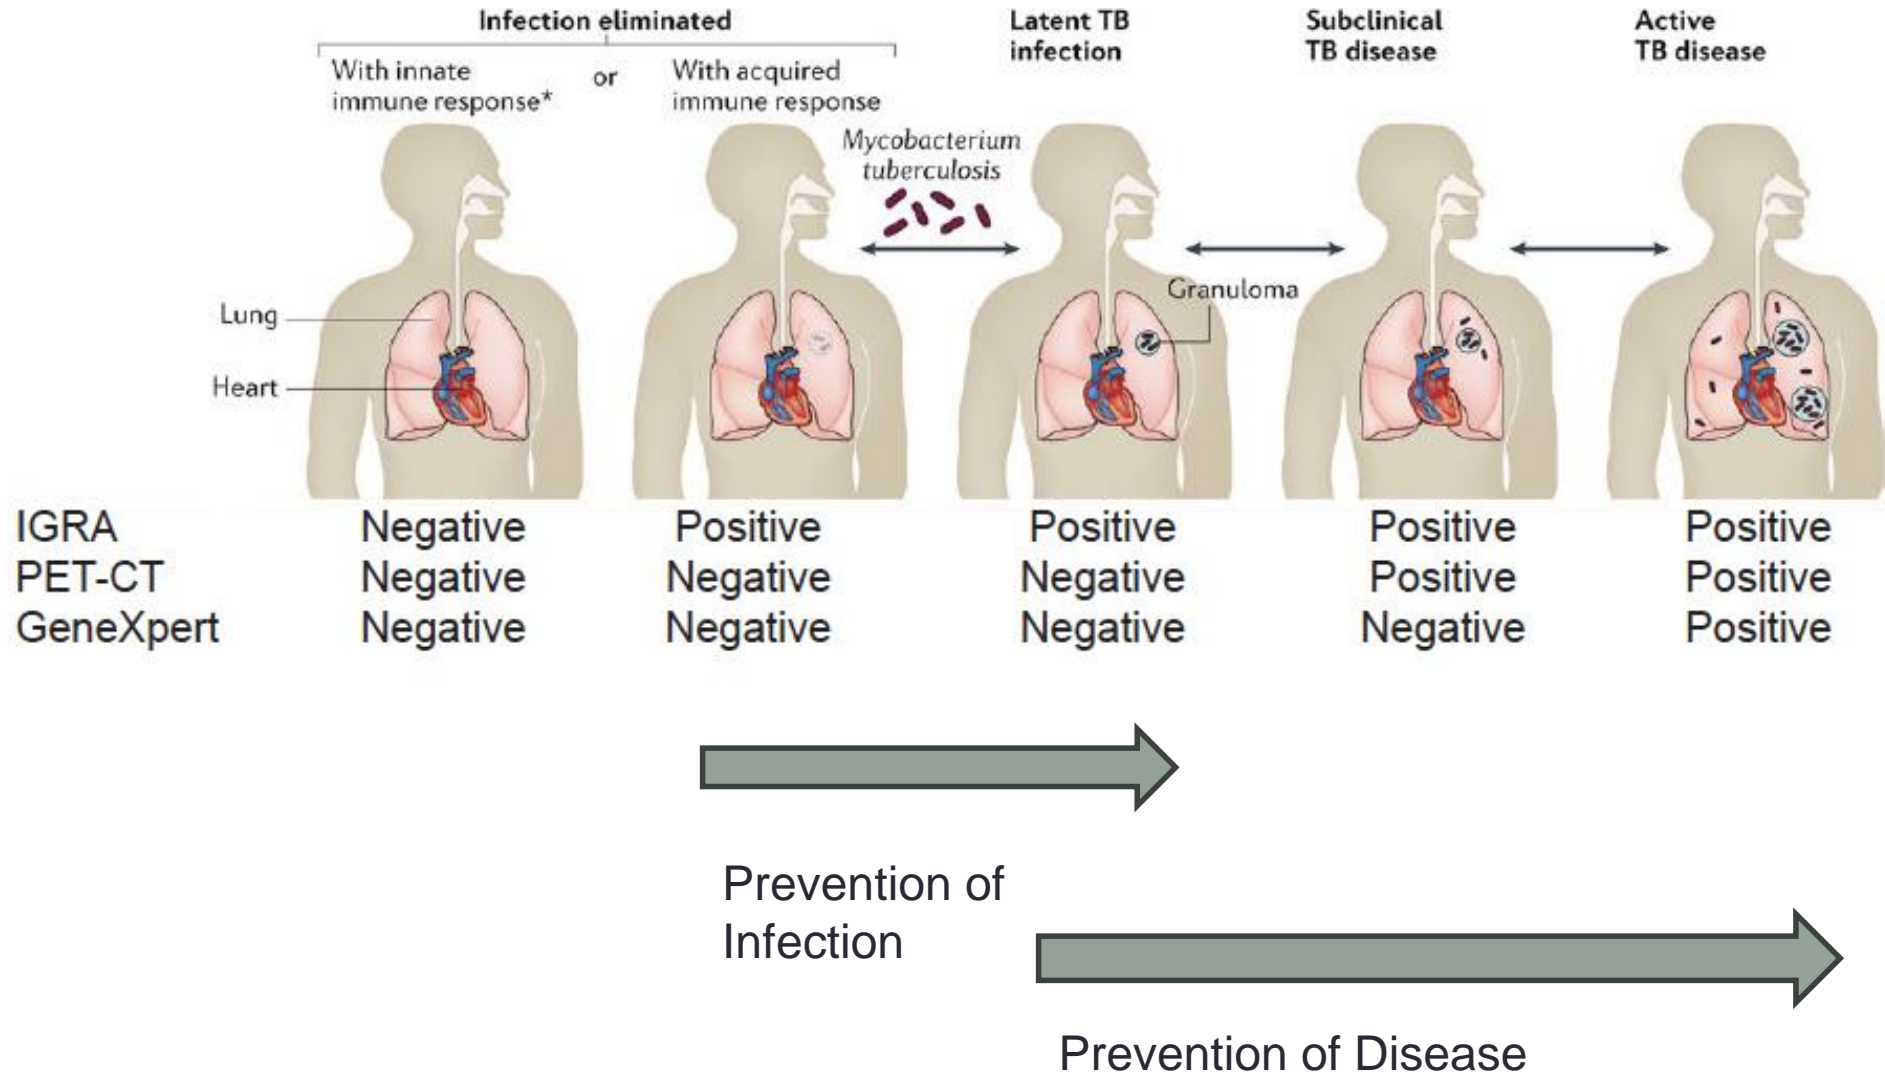 Infection eliminated
With innate
immune response*
or
With acquired
immune response
Latent TB
infection
Subclinical
TB disease
Active
TB disease
Mycobacterium
tuberculosis
Granuloma
Lung
Heart
IGRA Negative Positive Positive Positive Positive
PET-CT Negative Negative Negative Positive Positive
GeneXpert Negative Negative Negative Negative Positive
Prevention of
Infection
Prevention of Disease